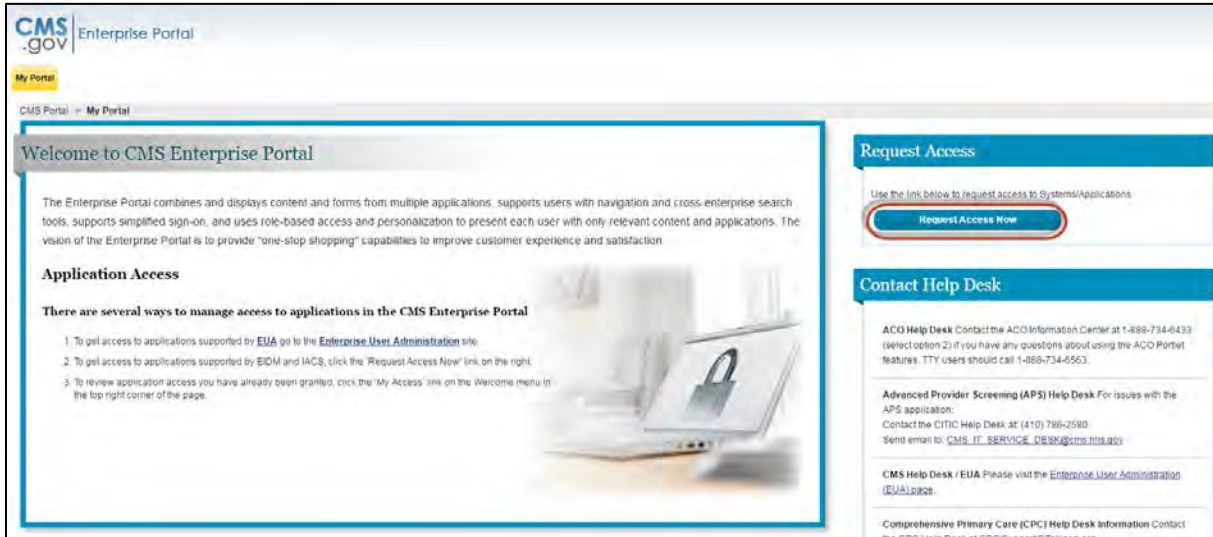 CMS
.gov
Enterprise Portal
My Portal
CMS Portal > My Portal
Welcome to CMS Enterprise Portal
The Enterprise Portal combines and displays content and forms from multiple applications, supports users with navigation and cross-enterprise search
tools, supports simplified sign-on, and uses role-based access and personalization to present each user with only relevant content and applications. The
vision of the Enterprise Portal is to provide "one-stop shopping" capabilities to improve customer experience and satisfaction.
Application Access
There are several ways to manage access to applications in the CMS Enterprise Portal
1. To get access to applications supported by EUA go to the Enterprise User Administration site.
2. To get access to applications supported by EIDM and IACS, click the 'Request Access Now' link on the right.
3. To review application access you have already been granted, click the 'My Access' link on the Welcome menu in
the top right corner of the page.
Request Access
Use the link below to request access to Systems/Applications
Request Access Now
Contact Help Desk
ACO Help Desk Contact the ACO Information Center at 1-888-734-6433
(select option 2) if you have any questions about using the ACO Portlet
features. TTY users should call 1-888-734-6563.
Advanced Provider Screening (APS) Help Desk For issues with the
APS application:
Contact the CITIC Help Desk at: (410) 786-2580
Send email to: CMS_IT_SERVICE_DESK@cms.hhs.gov
CMS Help Desk / EUA Please visit the Enterprise User Administration
(EUA) page.
Comprehensive Primary Care (CPC) Help Desk Information Contact